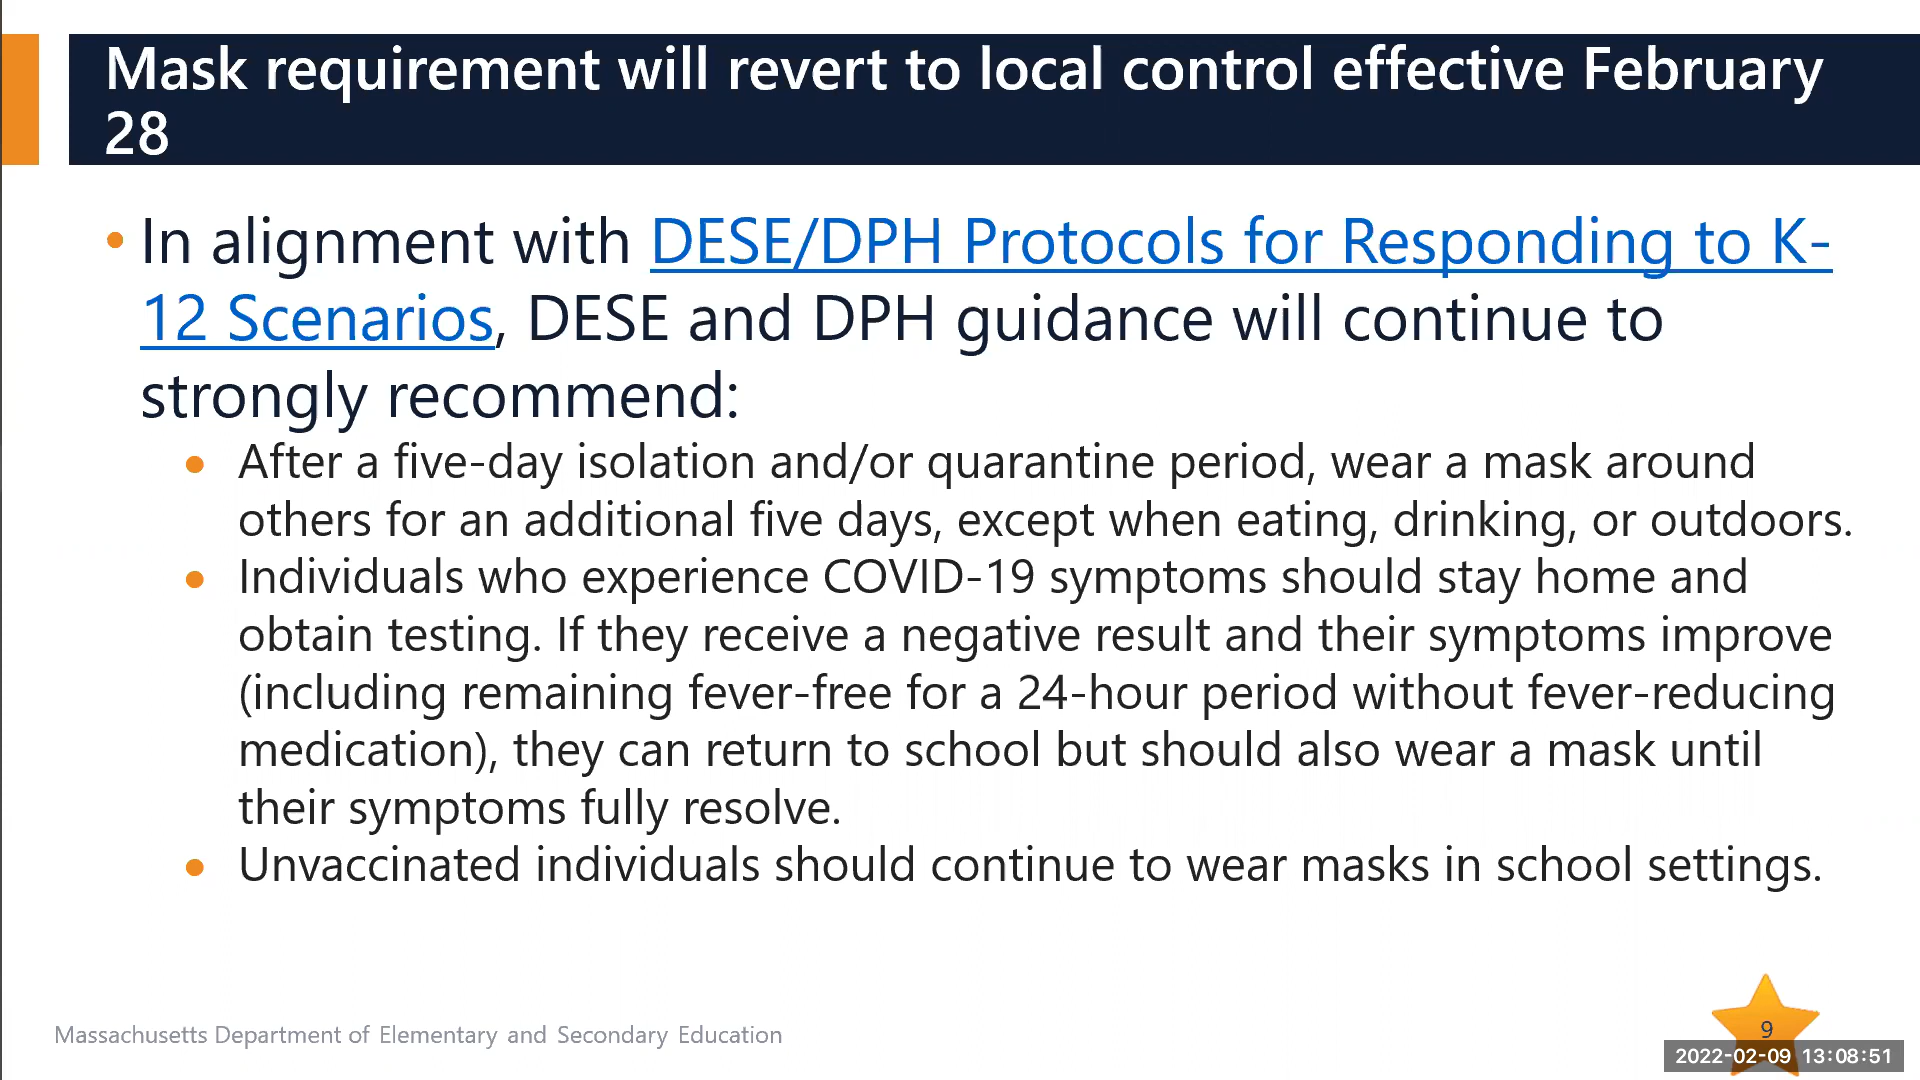 Mask requirement will revert to local control effective February
28
• In alignment with DESE/DPH Protocols for Responding to K-
12 Scenarios, DESE and DPH guidance will continue to
strongly recommend:
• After a five-day isolation and/or quarantine period, wear a mask around
others for an additional five days, except when eating, drinking, or outdoors.
• Individuals who experience COVID-19 symptoms should stay home and
obtain testing. If they receive a negative result and their symptoms improve
(including remaining fever-free for a 24-hour period without fever-reducing
medication), they can return to school but should also wear a mask until
their symptoms fully resolve.
• Unvaccinated individuals should continue to wear masks in school settings.
Massachusetts Department of Elementary and Secondary Education
9
2022-02-09 13:08:51